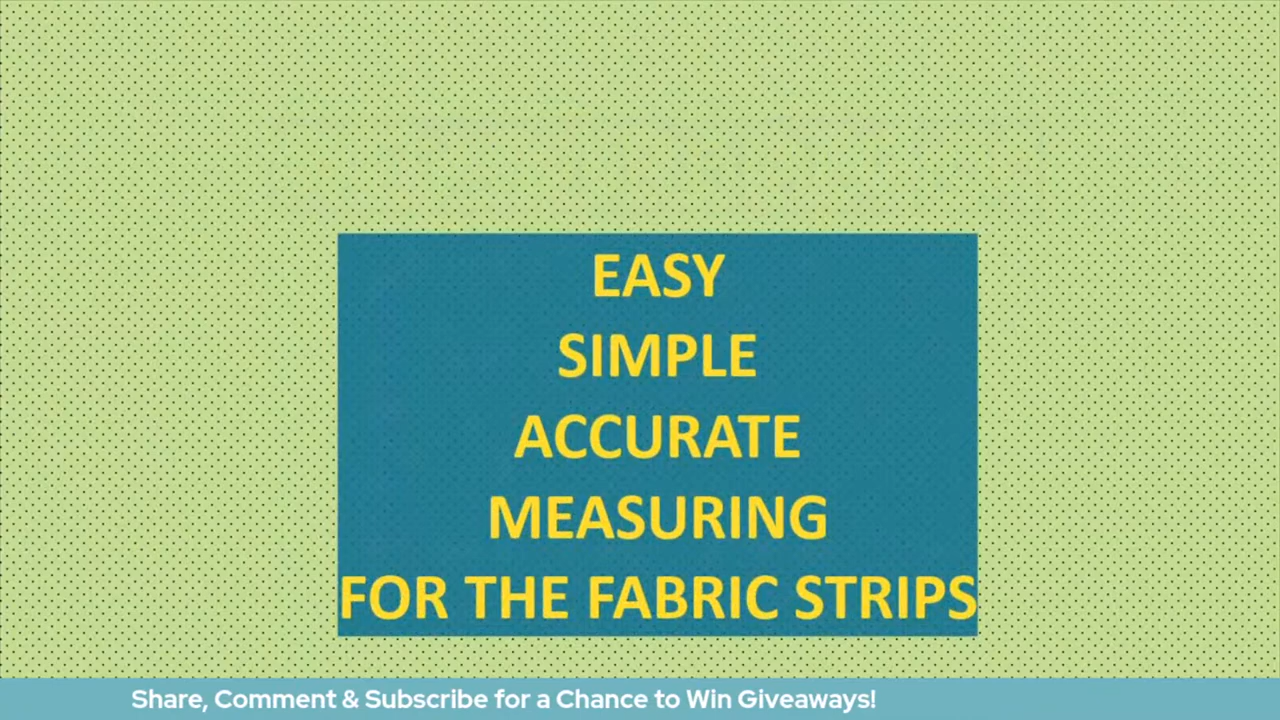 EASY
SIMPLE
ACCURATE
MEASURING
FOR THE FABRIC STRIPS
Share, Comment & Subscribe for a Chance to Win Giveaways!